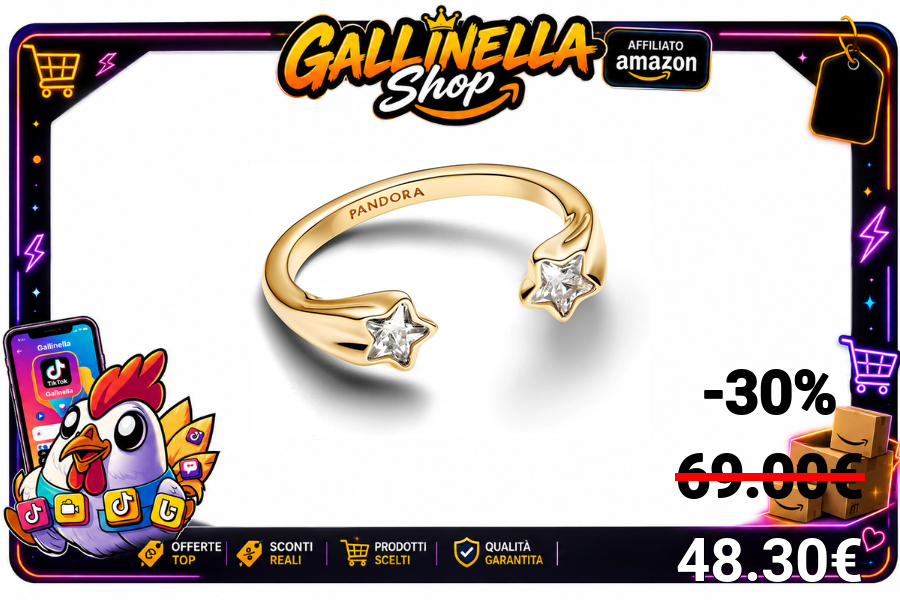 GALLINELLA
Shop
AFFILIATO
amazon
PANDORA
Gallinella
TikTok
Gallinella
-30%
69.00€
48.30€
OFFERTE
TOP
SCONTI
REALI
PRODOTTI
SCELTI
QUALITÀ
GARANTITA